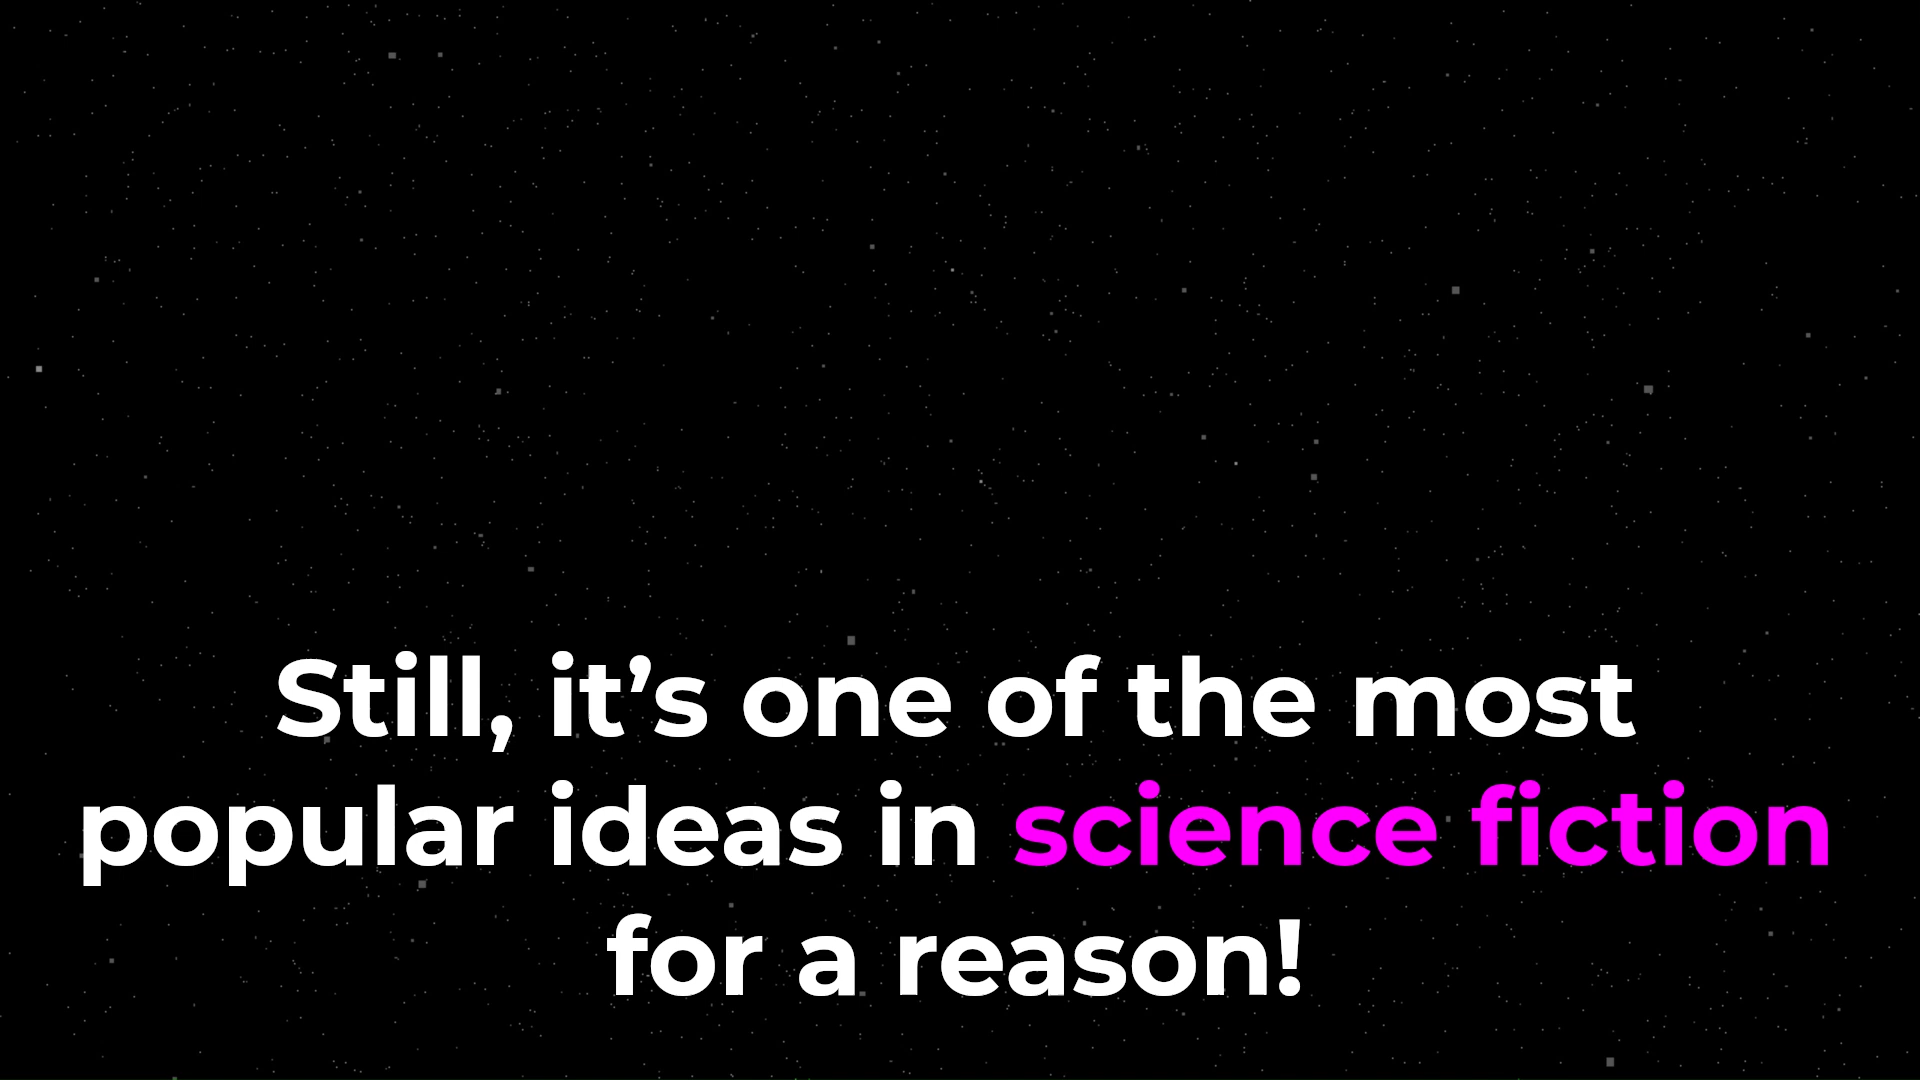 Still, it’s one of the most
popular ideas in science fiction
for a reason!